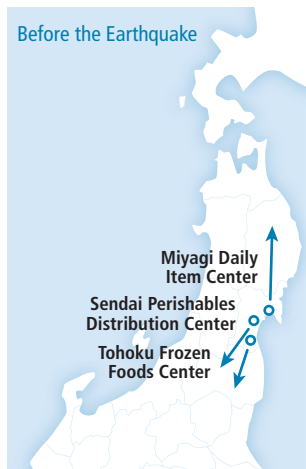 Before the Earthquake
Miyagi Daily
Item Center
Sendai Perishables
Distribution Center
Tohoku Frozen
Foods Center